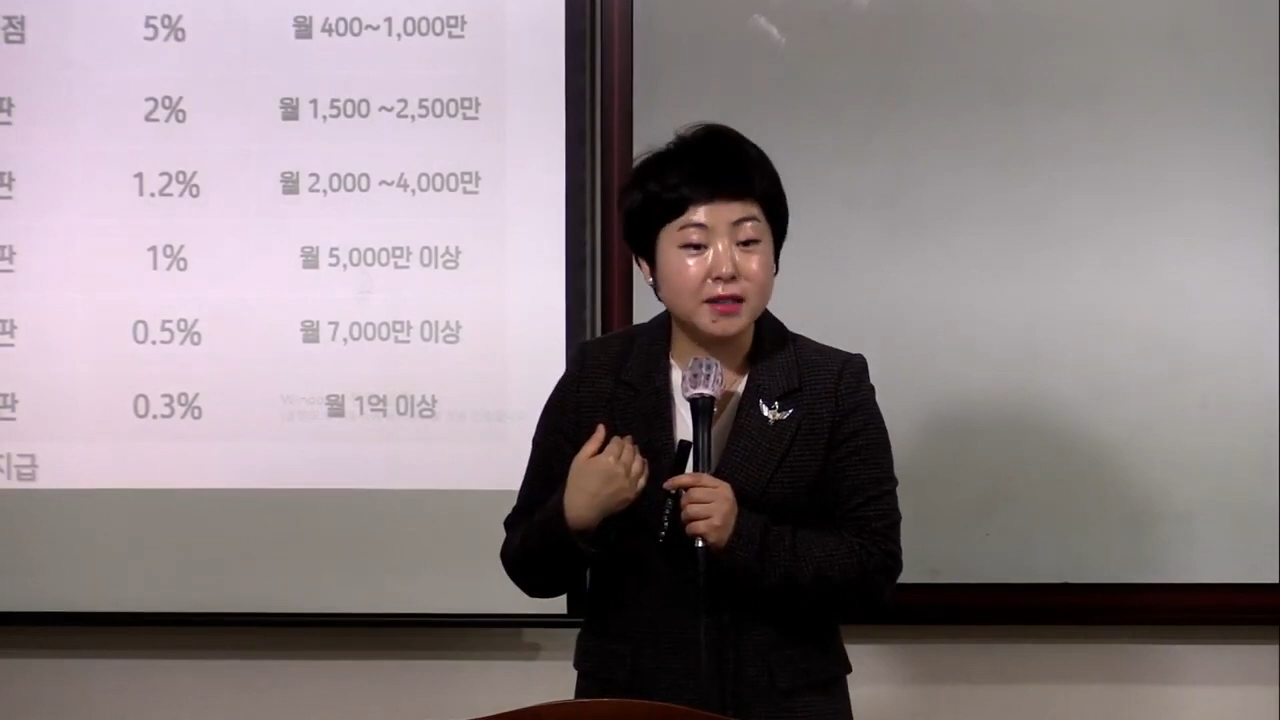 점 5% 월 400~1,000만
판 2% 월 1,500 ~2,500만
판 1.2% 월 2,000 ~4,000만
판 1% 월 5,000만 이상
판 0.5% 월 7,000만 이상
판 0.3% 월 1억 이상
지급